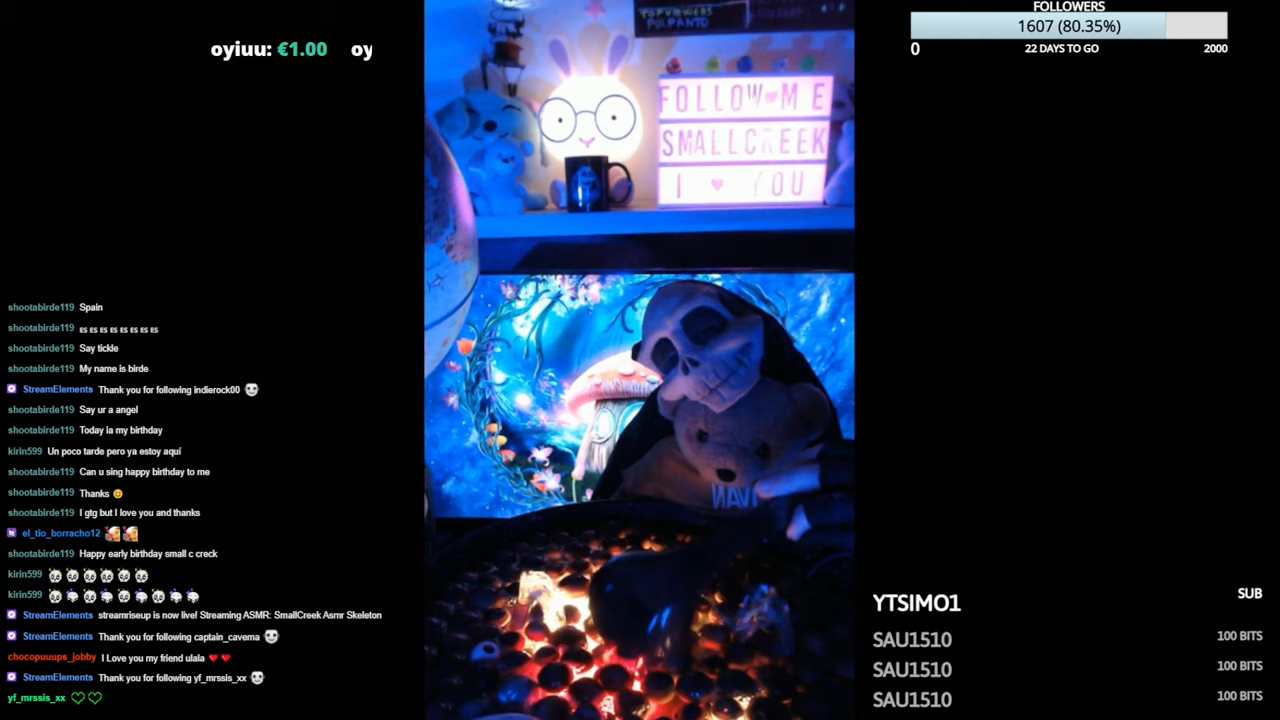 oyiuu: €1.00 oy
TOPVIEWERS
PULPANTO
FOLLOW ME
SMALLCREEK
I ♥ YOU
NAVI
FOLLOWERS
1607 (80.35%)
0 22 DAYS TO GO 2000
shootabirde119 Spain
shootabirde119 ES ES ES ES ES ES ES ES
shootabirde119 Say tickle
shootabirde119 My name is birde
StreamElements Thank you for following indierock00
shootabirde119 Say ur a angel
shootabirde119 Today ia my birthday
kirin599 Un poco tarde pero ya estoy aquí
shootabirde119 Can u sing happy birthday to me
shootabirde119 Thanks 😊
shootabirde119 I gtg but I love you and thanks
el_tio_borracho12
shootabirde119 Happy early birthday small c creck
kirin599
kirin599
StreamElements streamriseup is now live! Streaming ASMR: SmallCreek Asmr Skeleton
StreamElements Thank you for following captain_cavema
chocopuuups_jobby I Love you my friend ulala ❤️ ❤️
StreamElements Thank you for following yf_mrssis_xx
yf_mrssis_xx ♡ ♡
YTSIMO1 SUB
SAU1510 100 BITS
SAU1510 100 BITS
SAU1510 100 BITS